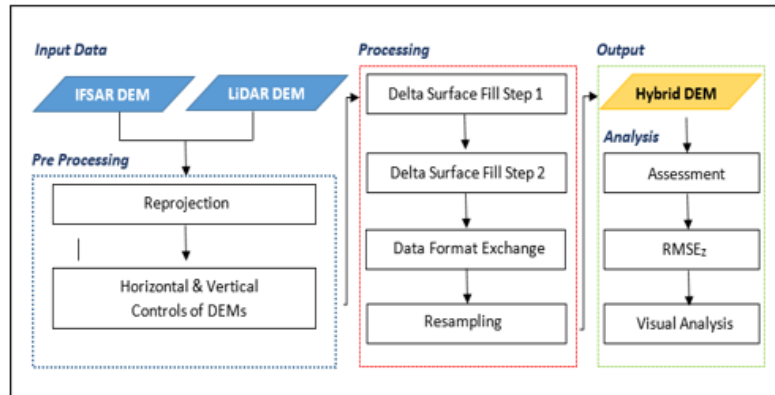 Input Data
IFSAR DEM
LiDAR DEM
Pre Processing
Reprojection
Horizontal & Vertical
Controls of DEMs
Processing
Delta Surface Fill Step 1
Delta Surface Fill Step 2
Data Format Exchange
Resampling
Output
Hybrid DEM
Analysis
Assessment
RMSEz
Visual Analysis